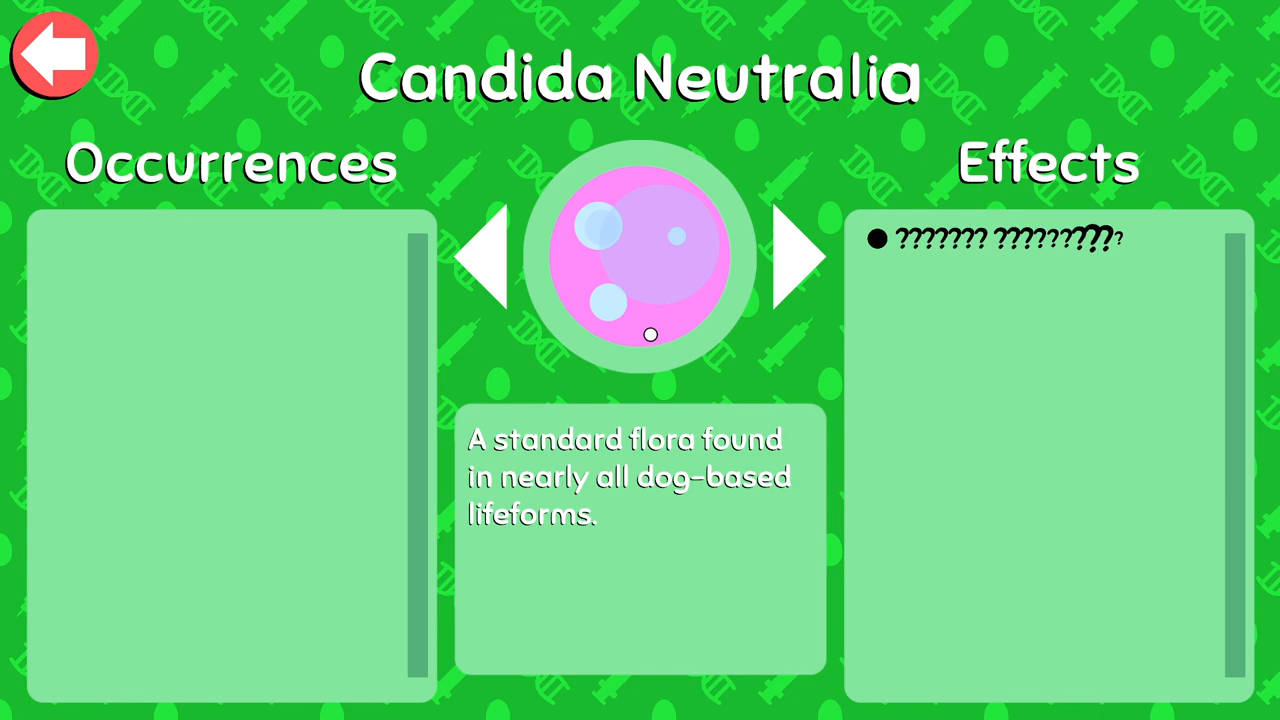 Candida Neutralia
Occurrences
Effects
A standard flora found
in nearly all dog-based
lifeforms.
● ??????? ??????????